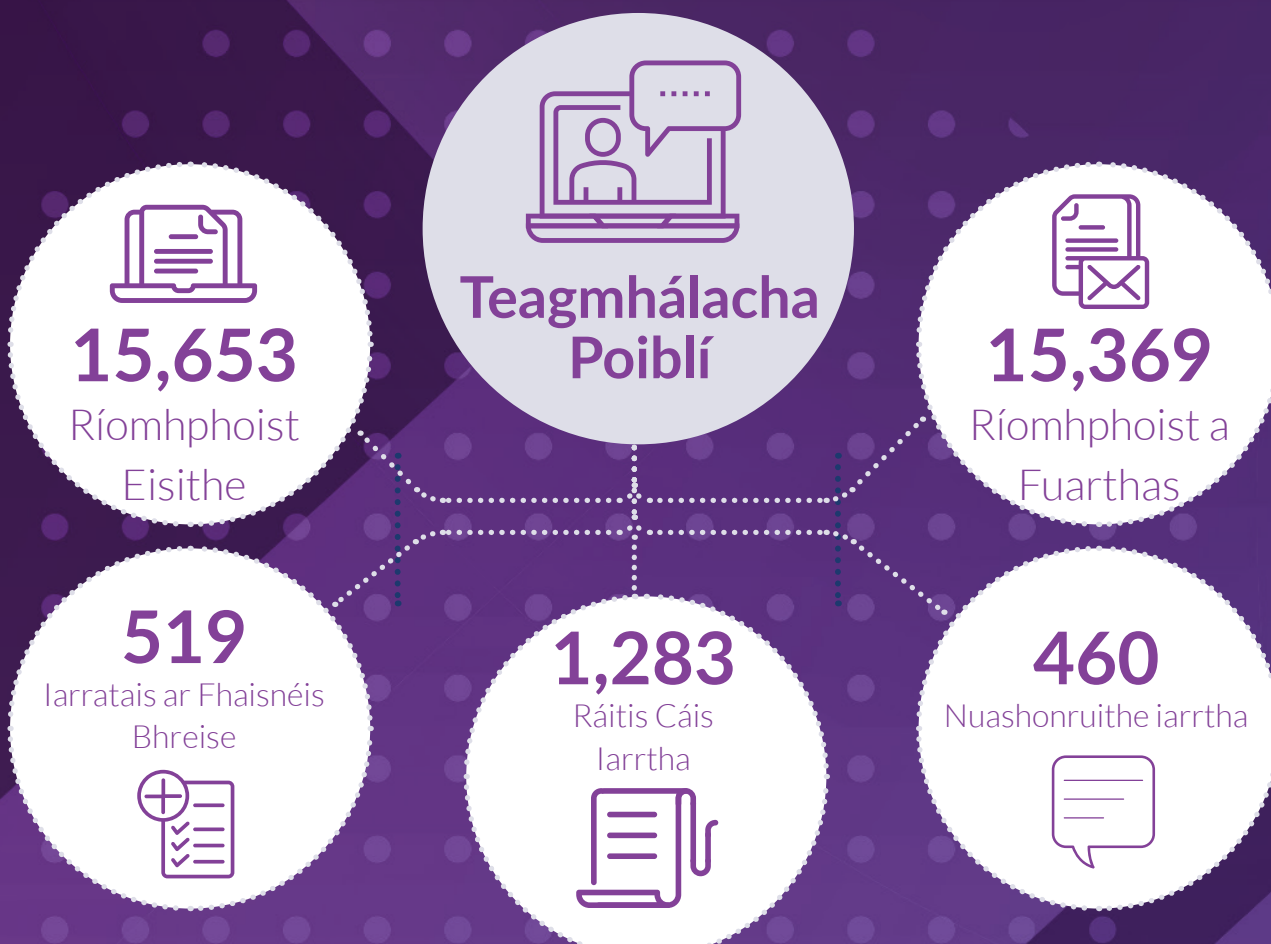 Teagmhálacha
Poiblí
15,653
Ríomhphoist
Eisithe
15,369
Ríomhphoist a
Fuarthas
519
Iarratais ar Fhaisnéis
Bhreise
1,283
Ráitis Cáis
Iarrtha
460
Nuashonruithe iarrtha